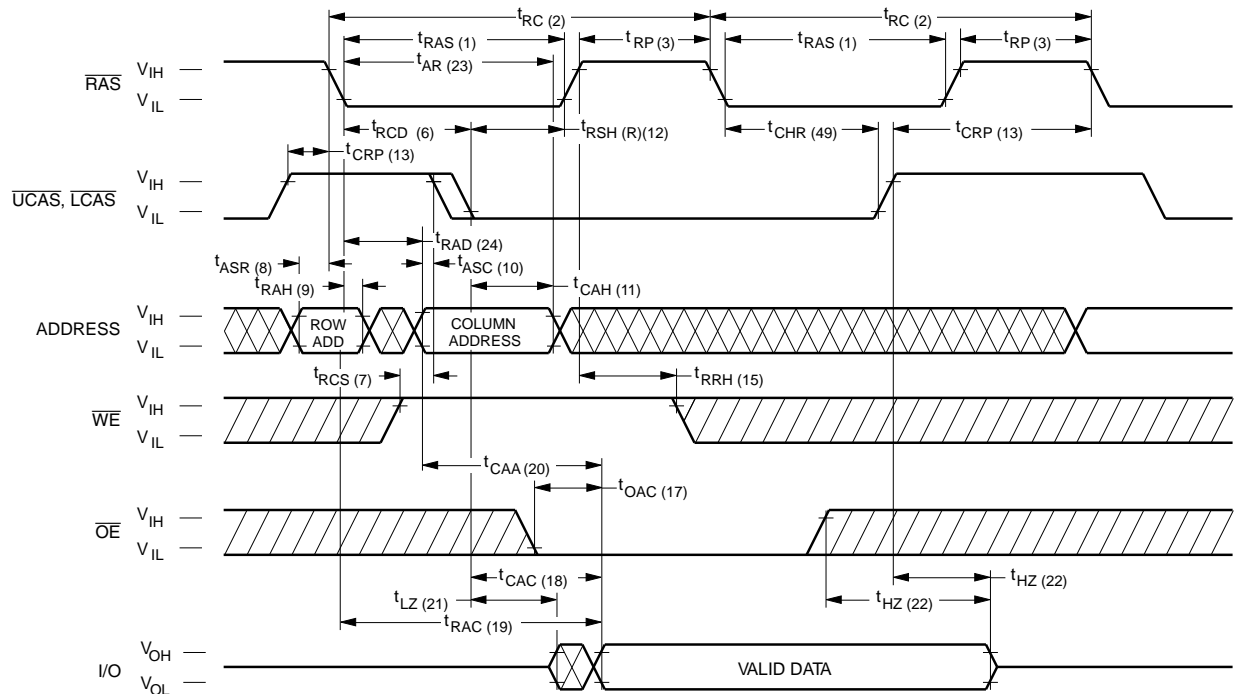 tRC (2) tRC (2)
tRAS (1) tRP (3) tRAS (1) tRP (3)
tAR (23)
RAS VIH
VIL
tRCD (6) tRSH (R)(12) tCHR (49) tCRP (13)
tCRP (13)
UCAS, LCAS VIH
VIL
tRAD (24)
tASR (8) tASC (10)
tRAH (9) tCAH (11)
ADDRESS VIH
VIL
ROW
ADD
COLUMN
ADDRESS
tRCS (7) tRRH (15)
WE VIH
VIL
tCAA (20)
tOAC (17)
OE VIH
VIL
tCAC (18) tHZ (22)
tLZ (21) tHZ (22)
tRAC (19)
I/O VOH
VOL
VALID DATA